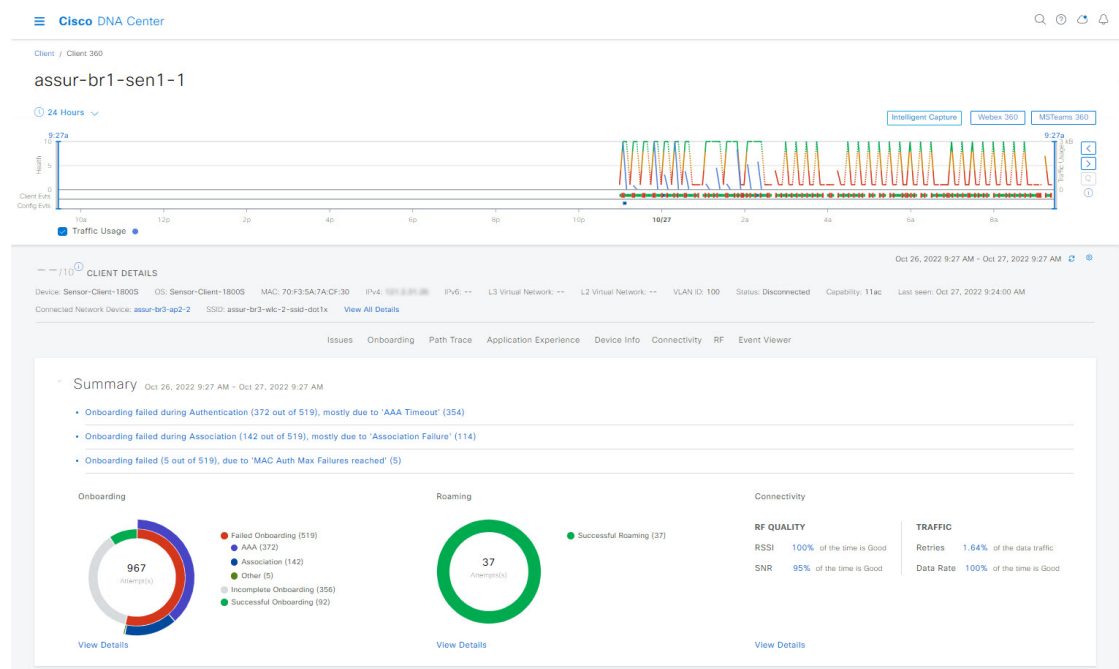 Cisco DNA Center
Client / Client 360
assur-br1-sen1-1
24 Hours
Intelligent Capture Webex 360 MSTeams 360
9:27a 9:27a
10 kB
Health
5
0 0
Traffic Usage
Client Evts
Config Evts
10a 12p 2p 4p 6p 8p 10p 10/27 2a 4a 6a 8a
Traffic Usage
Oct 26, 2022 9:27 AM - Oct 27, 2022 9:27 AM
-- /10 CLIENT DETAILS
Device: Sensor-Client-1800S OS: Sensor-Client-1800S MAC: 70:F3:5A:7A:CF:30 IPv4: IPv6: -- L3 Virtual Network: -- L2 Virtual Network: -- VLAN ID: 100 Status: Disconnected Capability: 11ac Last seen: Oct 27, 2022 9:24:00 AM
Connected Network Device: assur-br3-ap2-2 SSID: assur-br3-wlc-2-ssid-dot1x View All Details
Issues Onboarding Path Trace Application Experience Device Info Connectivity RF Event Viewer
Summary Oct 26, 2022 9:27 AM - Oct 27, 2022 9:27 AM
• Onboarding failed during Authentication (372 out of 519), mostly due to 'AAA Timeout' (354)
• Onboarding failed during Association (142 out of 519), mostly due to 'Association Failure' (114)
• Onboarding failed (5 out of 519), due to 'MAC Auth Max Failures reached' (5)
Onboarding
967
Attempt(s)
Failed Onboarding (519)
AAA (372)
Association (142)
Other (5)
Incomplete Onboarding (356)
Successful Onboarding (92)
View Details
Roaming
37
Attempts(s)
Successful Roaming (37)
View Details
Connectivity
RF QUALITY
RSSI 100% of the time is Good
SNR 95% of the time is Good
TRAFFIC
Retries 1.64% of the data traffic
Data Rate 100% of the time is Good
View Details